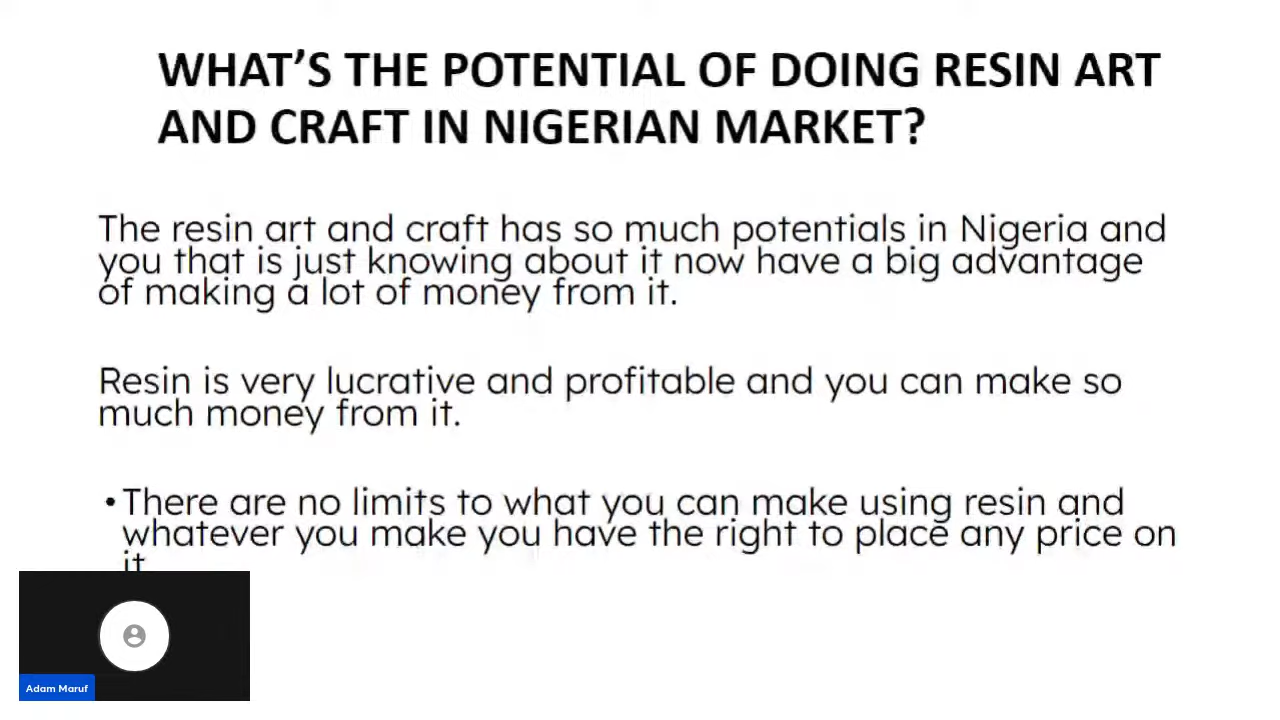 WHAT’S THE POTENTIAL OF DOING RESIN ART
AND CRAFT IN NIGERIAN MARKET?
The resin art and craft has so much potentials in Nigeria and
you that is just knowing about it now have a big advantage
of making a lot of money from it.
Resin is very lucrative and profitable and you can make so
much money from it.
• There are no limits to what you can make using resin and
whatever you make you have the right to place any price on
it
Adam Maruf